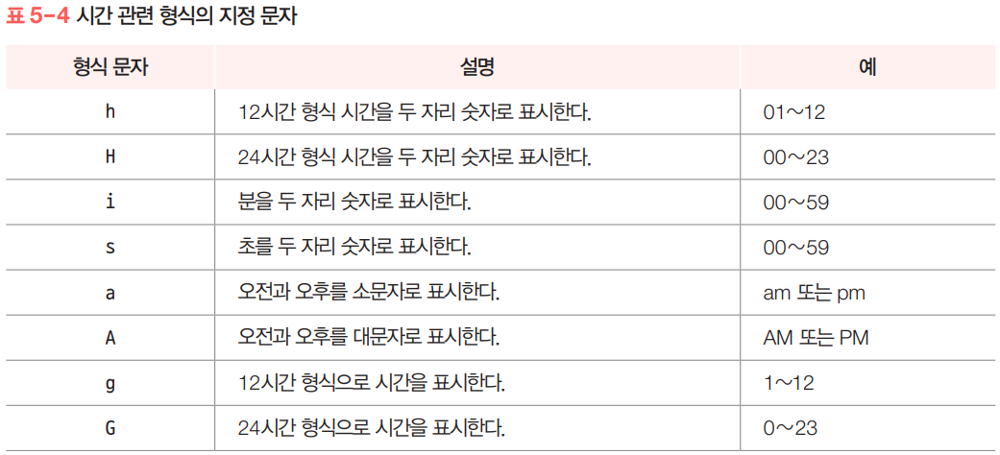 표 5-4 시간 관련 형식의 지정 문자
형식 문자 설명 예
h 12시간 형식 시간을 두 자리 숫자로 표시한다. 01~12
H 24시간 형식 시간을 두 자리 숫자로 표시한다. 00~23
i 분을 두 자리 숫자로 표시한다. 00~59
s 초를 두 자리 숫자로 표시한다. 00~59
a 오전과 오후를 소문자로 표시한다. am 또는 pm
A 오전과 오후를 대문자로 표시한다. AM 또는 PM
g 12시간 형식으로 시간을 표시한다. 1~12
G 24시간 형식으로 시간을 표시한다. 0~23